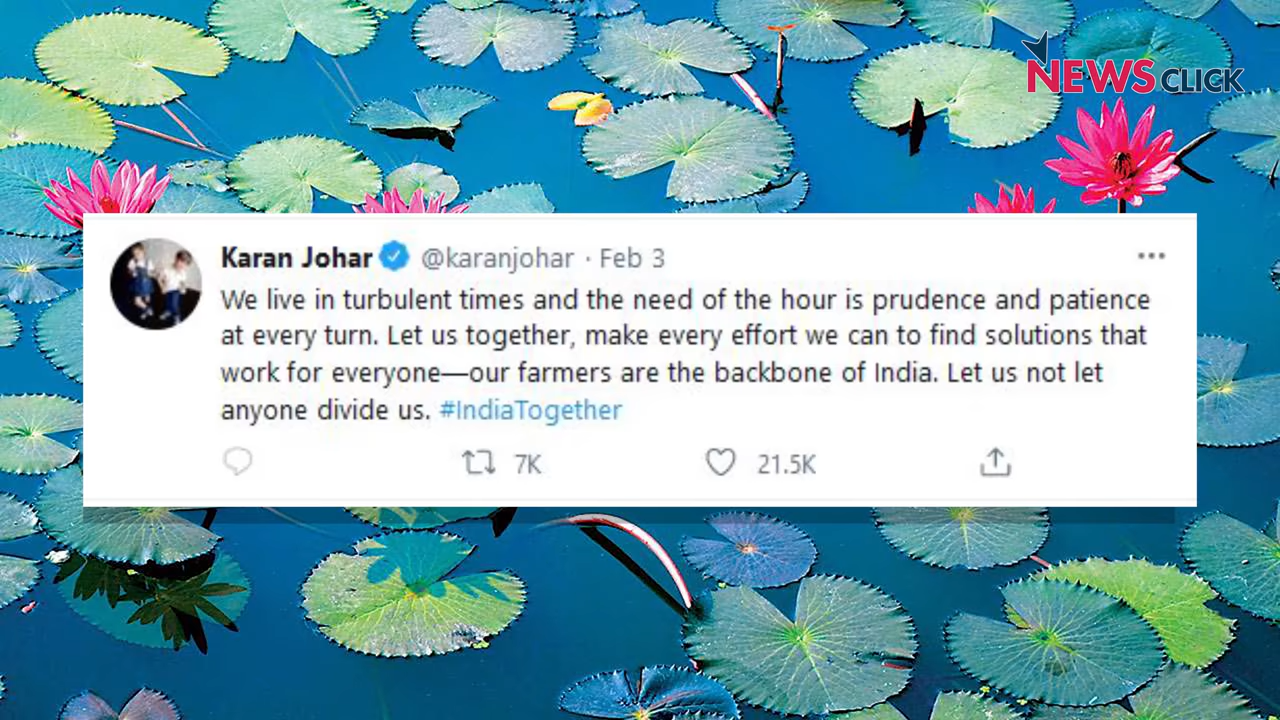 NEWSCLICK
Karan Johar @karanjohar · Feb 3
We live in turbulent times and the need of the hour is prudence and patience
at every turn. Let us together, make every effort we can to find solutions that
work for everyone—our farmers are the backbone of India. Let us not let
anyone divide us. #IndiaTogether
7K 21.5K